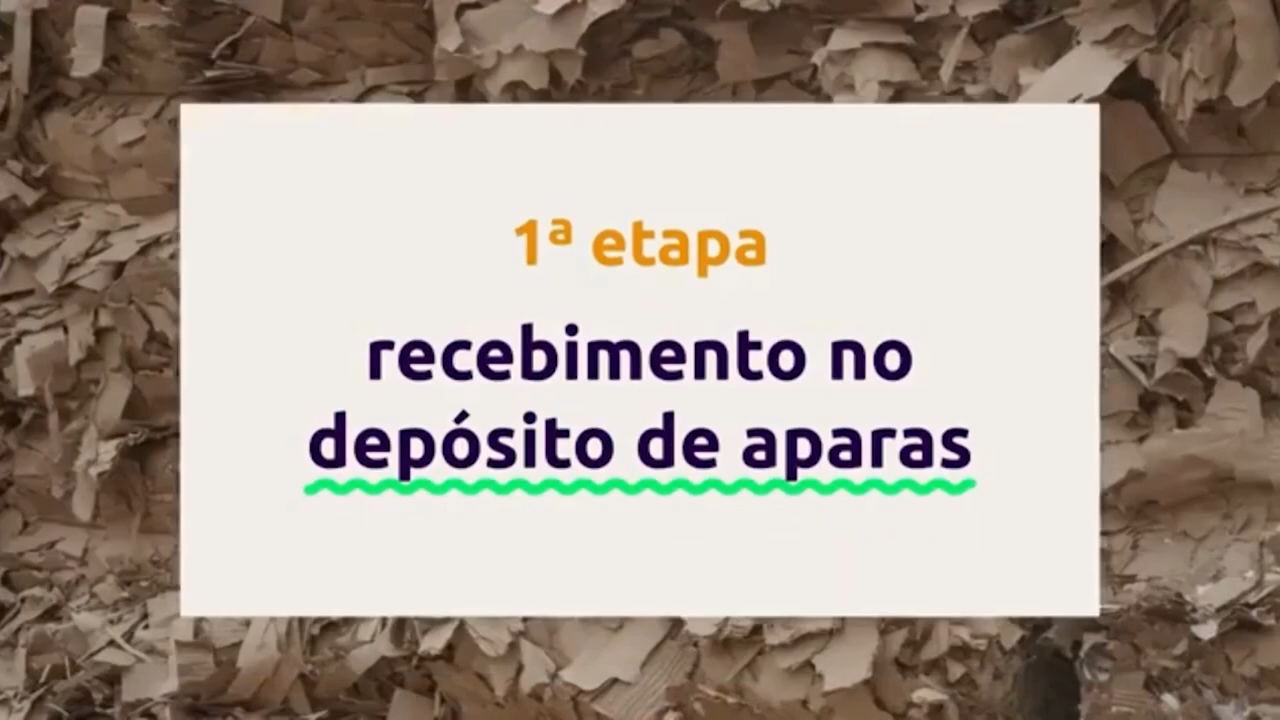 1ª etapa
recebimento no
depósito de aparas